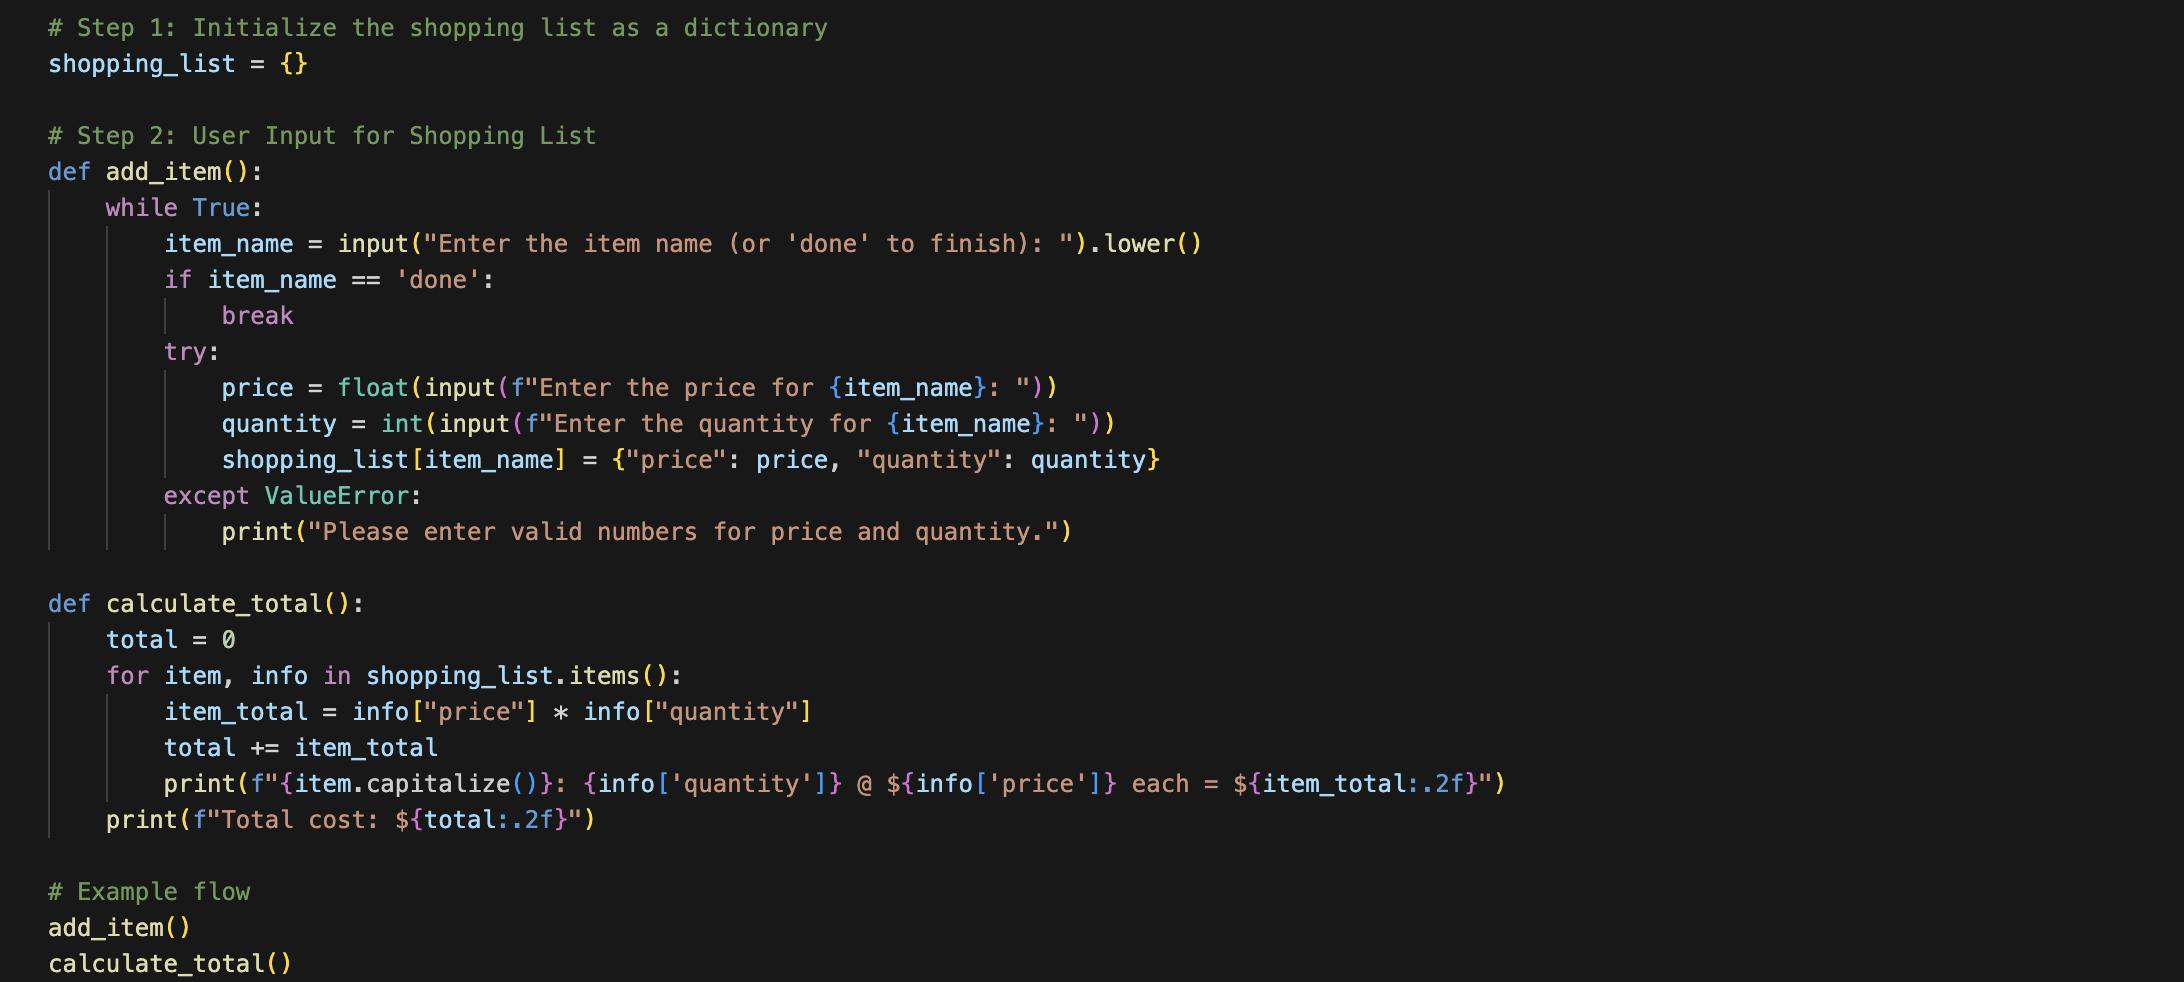 # Step 1: Initialize the shopping list as a dictionary
shopping_list = {}

# Step 2: User Input for Shopping List
def add_item():
    while True:
        item_name = input("Enter the item name (or 'done' to finish): ").lower()
        if item_name == 'done':
            break
        try:
            price = float(input(f"Enter the price for {item_name}: "))
            quantity = int(input(f"Enter the quantity for {item_name}: "))
            shopping_list[item_name] = {"price": price, "quantity": quantity}
        except ValueError:
            print("Please enter valid numbers for price and quantity.")

def calculate_total():
    total = 0
    for item, info in shopping_list.items():
        item_total = info["price"] * info["quantity"]
        total += item_total
        print(f"{item.capitalize()}: {info['quantity']} @ ${info['price']} each = ${item_total:.2f}")
    print(f"Total cost: ${total:.2f}")

# Example flow
add_item()
calculate_total()